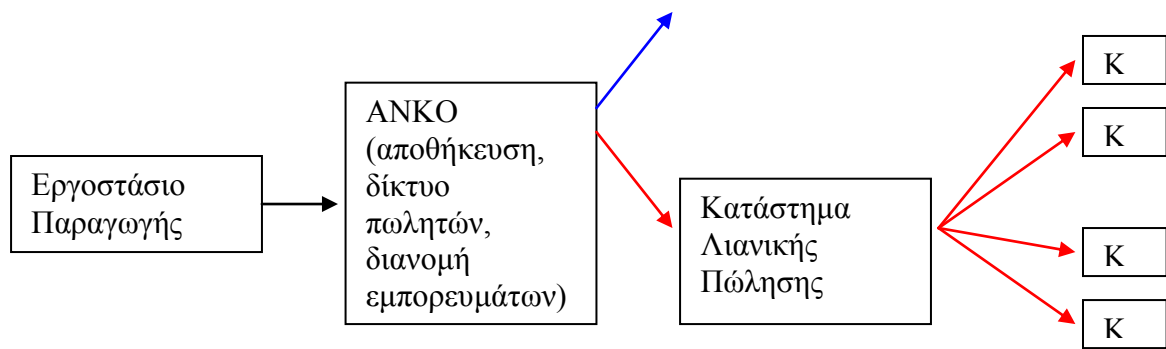 Εργοστάσιο
Παραγωγής
ΑΝΚΟ
(αποθήκευση,
δίκτυο
πωλητών,
διανομή
εμπορευμάτων)
Κατάστημα
Λιανικής
Πώλησης
Κ
Κ
Κ
Κ